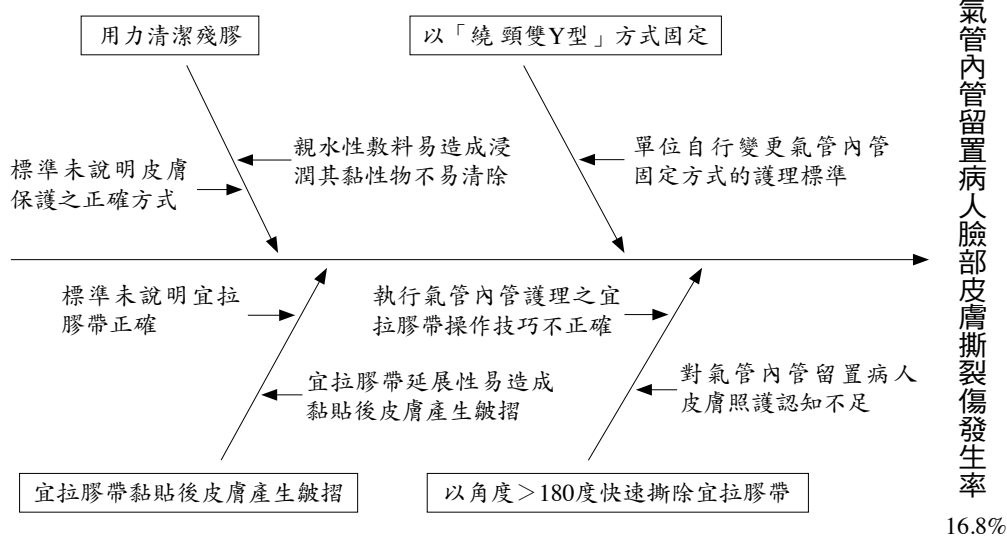 用力清潔殘膠
以「繞 頸雙Y型」方式固定
親水性敷料易造成浸
潤其黏性物不易清除
標準未說明皮膚
保護之正確方式
單位自行變更氣管內管
固定方式的護理標準
標準未說明宜拉
膠帶正確
執行氣管內管護理之宜
拉膠帶操作技巧不正確
宜拉膠帶延展性易造成
黏貼後皮膚產生皺摺
對氣管內管留置病人
皮膚照護認知不足
宜拉膠帶黏貼後皮膚產生皺摺
以角度＞180度快速撕除宜拉膠帶
氣管內管留置病人臉部皮膚撕裂傷發生率
16.8%